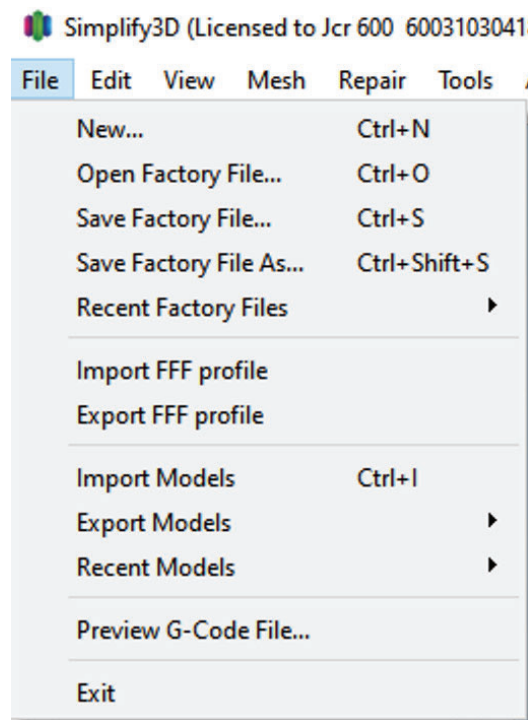 Simplify3D (Licensed to Jcr 600 6003103041
File Edit View Mesh Repair Tools
New... Ctrl+N
Open Factory File... Ctrl+O
Save Factory File... Ctrl+S
Save Factory File As... Ctrl+Shift+S
Recent Factory Files
Import FFF profile
Export FFF profile
Import Models Ctrl+I
Export Models
Recent Models
Preview G-Code File...
Exit